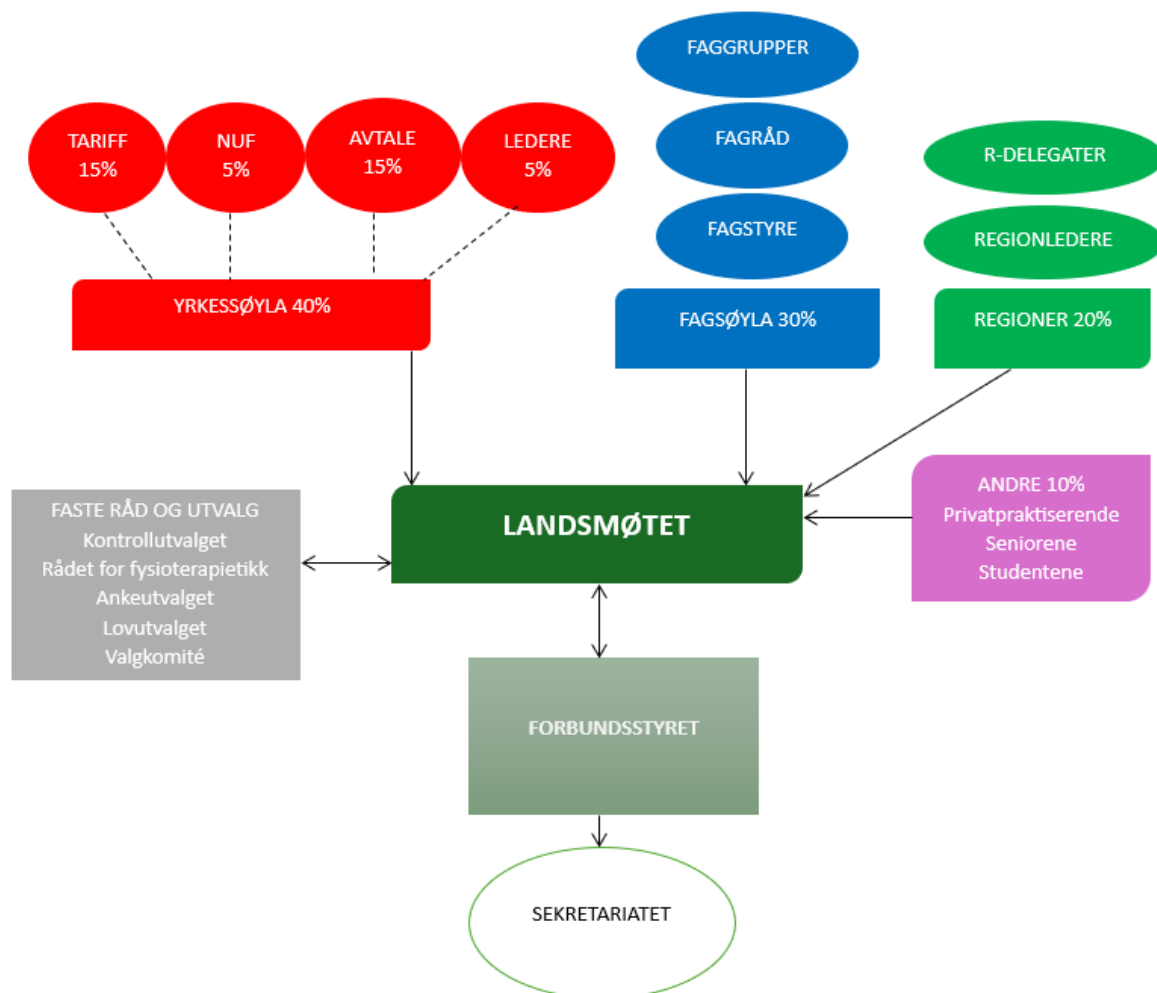 FAGGRUPPER
TARIFF
15%
NUF
5%
AVTALE
15%
LEDERE
5%
FAGRÅD
R-DELEGATER
FAGSTYRE
REGIONLEDERE
YRKESSØYLA 40%
FAGSØYLA 30%
REGIONER 20%
FASTE RÅD OG UTVALG
Kontrollutvalget
Rådet for fysioterapietikk
Ankeutvalget
Lovutvalget
Valgkomité
LANDSMØTET
ANDRE 10%
Privatpraktiserende
Seniorene
Studentene
FORBUNDSSTYRET
SEKRETARIATET